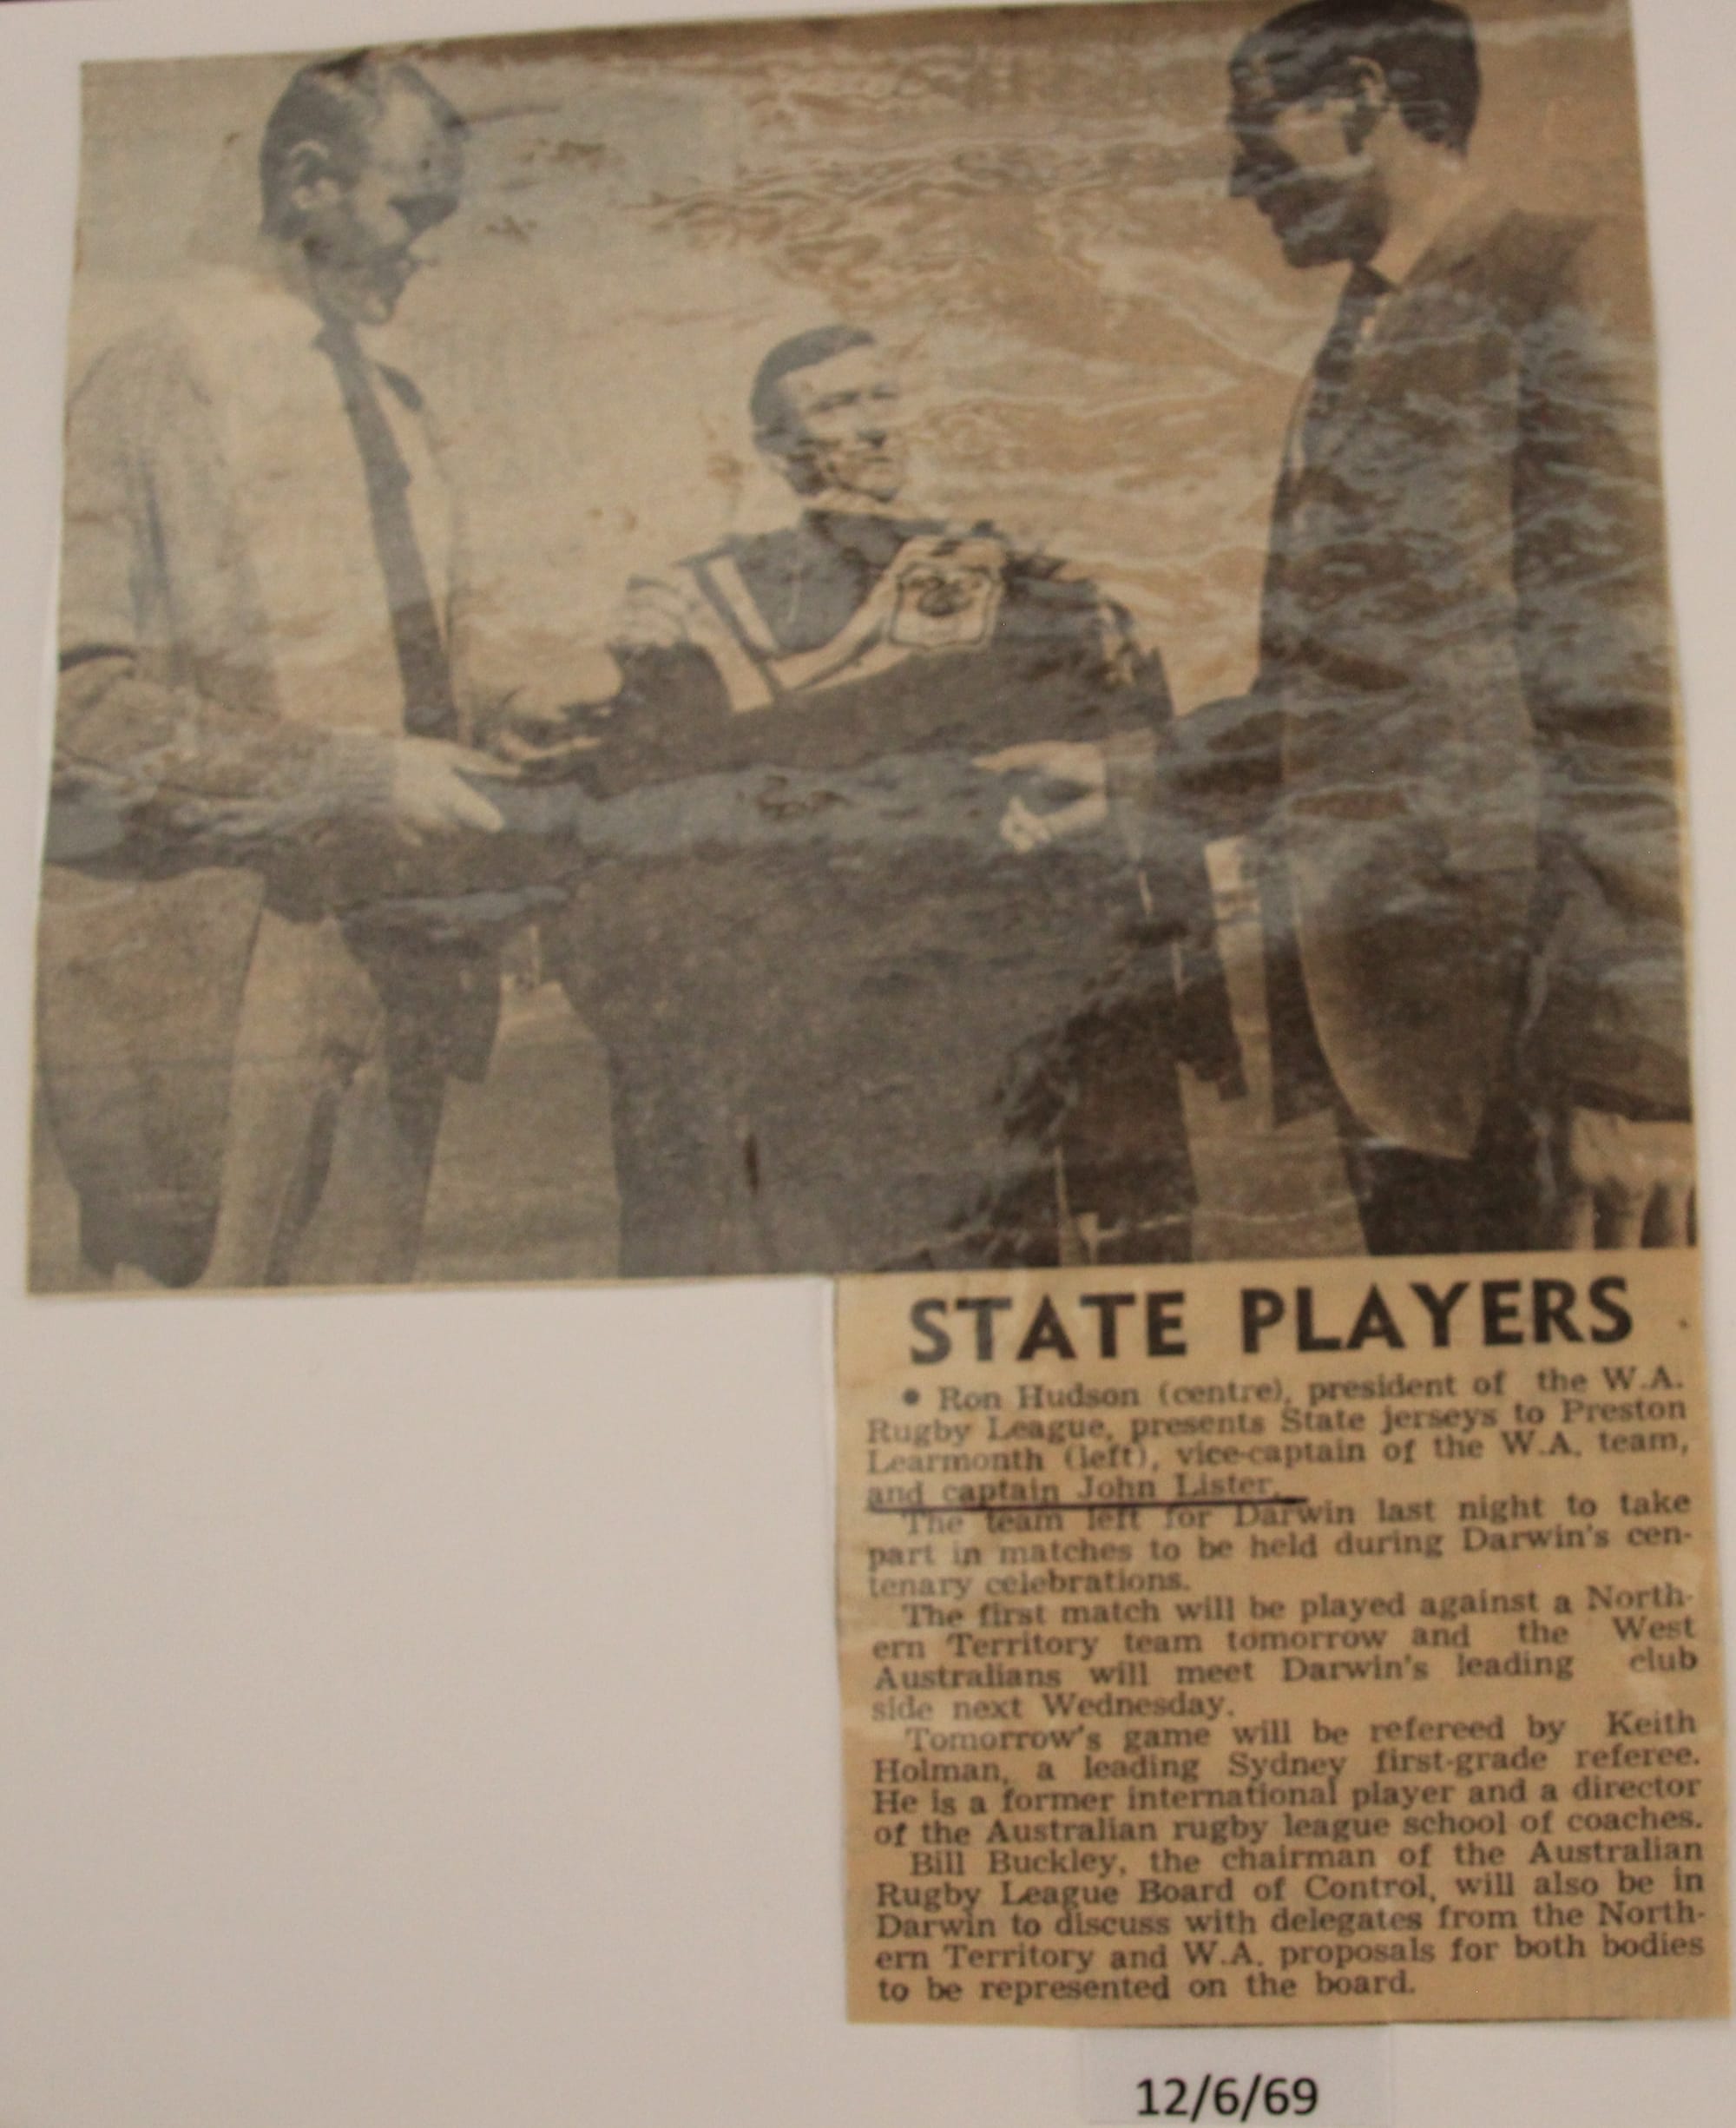 STATE PLAYERS
• Ron Hudson (centre), president of the W.A.
Rugby League, presents State jerseys to Preston
Learmonth (left), vice-captain of the W.A. team,
and captain John Lister.
The team left for Darwin last night to take
part in matches to be held during Darwin's cen-
tenary celebrations.
The first match will be played against a North-
ern Territory team tomorrow and the West
Australians will meet Darwin's leading club
side next Wednesday.
Tomorrow's game will be refereed by Keith
Holman, a leading Sydney first-grade referee.
He is a former international player and a director
of the Australian rugby league school of coaches.
Bill Buckley, the chairman of the Australian
Rugby League Board of Control, will also be in
Darwin to discuss with delegates from the North-
ern Territory and W.A. proposals for both bodies
to be represented on the board.
12/6/69